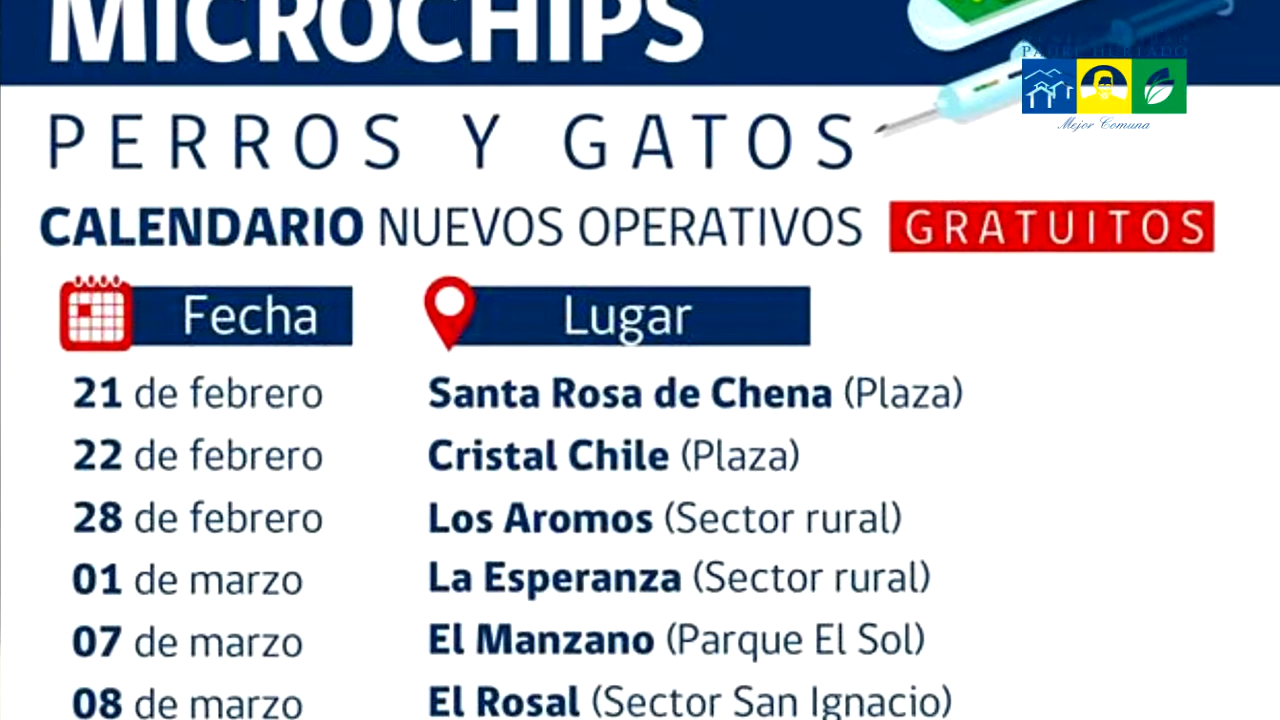 MICROCHIPS
PERROS Y GATOS
PADRE HURTADO
Mejor Comuna
CALENDARIO NUEVOS OPERATIVOS GRATUITOS
Fecha Lugar
21 de febrero Santa Rosa de Chena (Plaza)
22 de febrero Cristal Chile (Plaza)
28 de febrero Los Aromos (Sector rural)
01 de marzo La Esperanza (Sector rural)
07 de marzo El Manzano (Parque El Sol)
08 de marzo El Rosal (Sector San Ignacio)